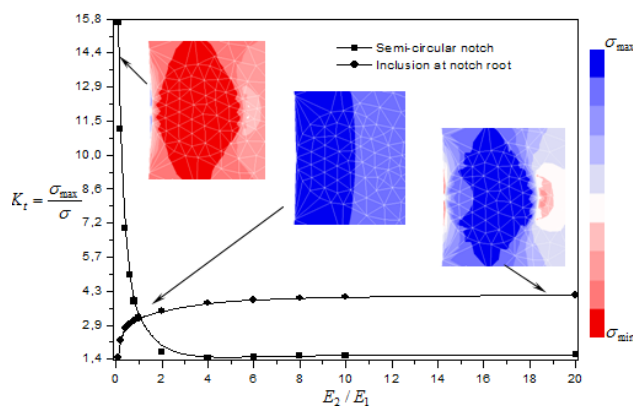 15,8
14,4
12,9
11,5
10,0
8,6
7,2
5,7
4,3
2,9
1,4
K_t = σ_max / σ
Semi-circular notch
Inclusion at notch root
σ_max
σ_min
0 2 4 6 8 10 12 14 16 18 20
E_2 / E_1